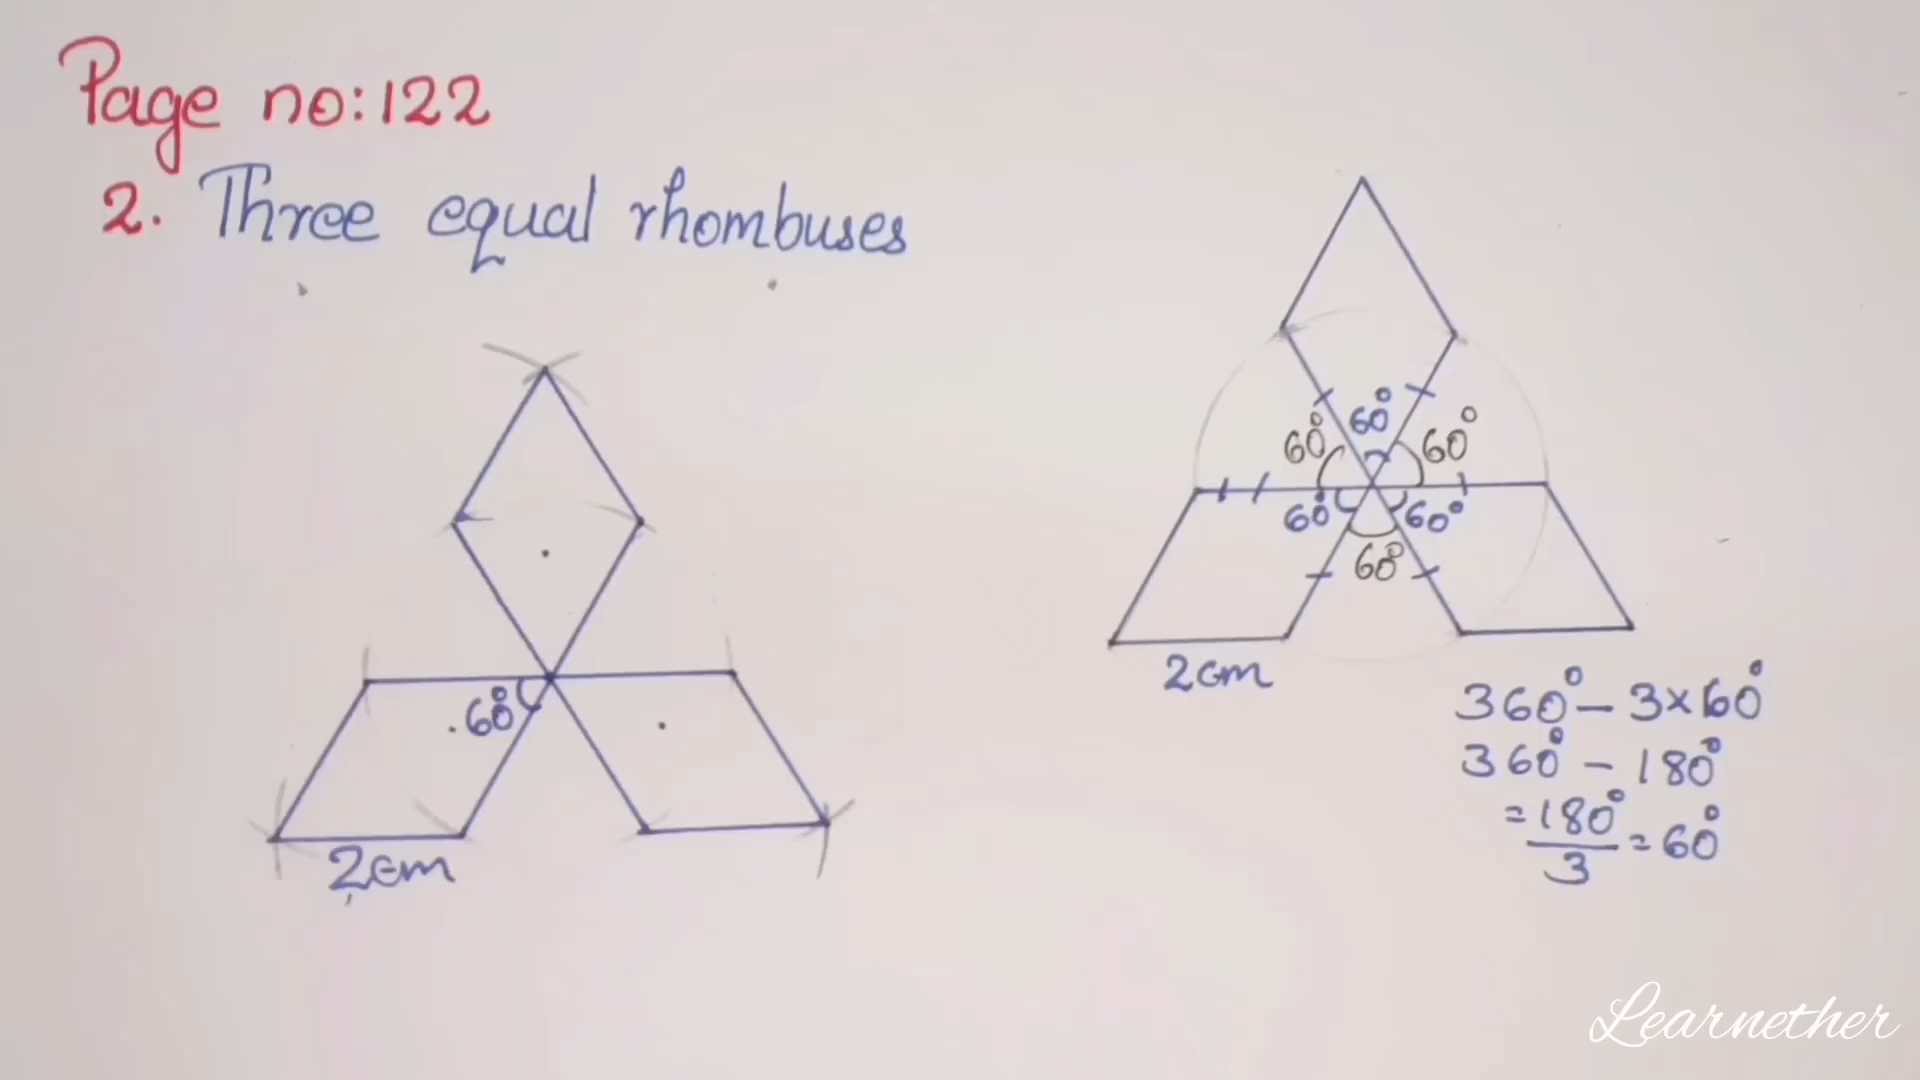 Page no:122
2. Three equal rhombuses
60°
2cm
60°
60°
60°
60°
60°
60°
2cm
360° - 3×60°
360° - 180°
= 180°/3 = 60°
Learnether